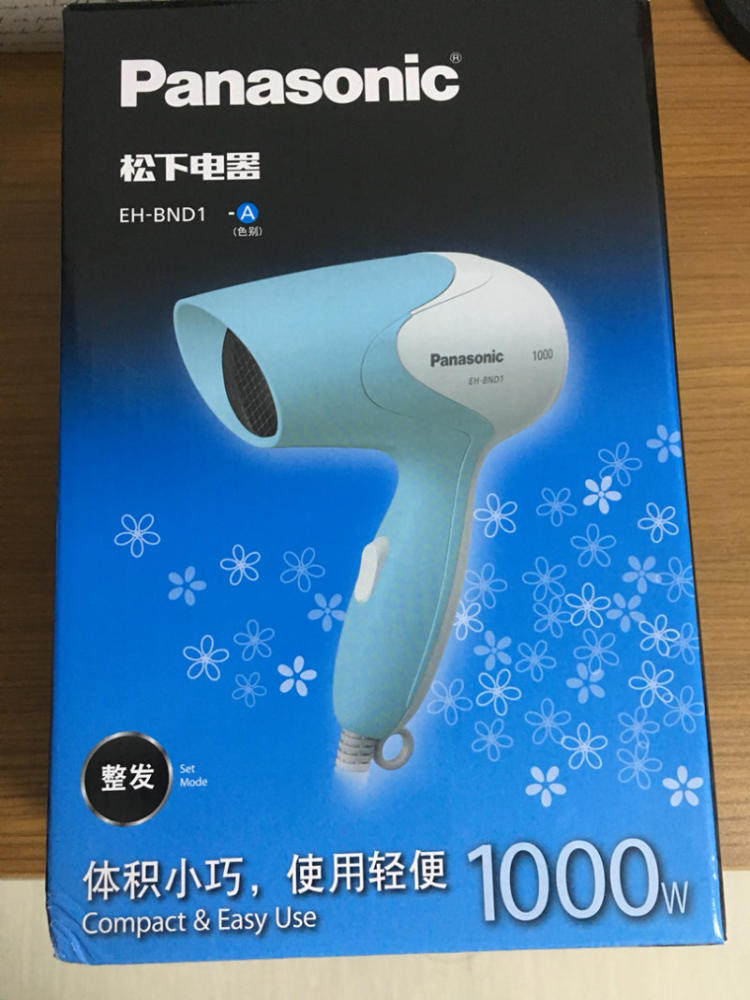 Panasonic®
松下电器
EH-BND1 -A
(色别)
Panasonic 1000
EH-BND1
整发
Set
Mode
体积小巧，使用轻便
Compact & Easy Use
1000W